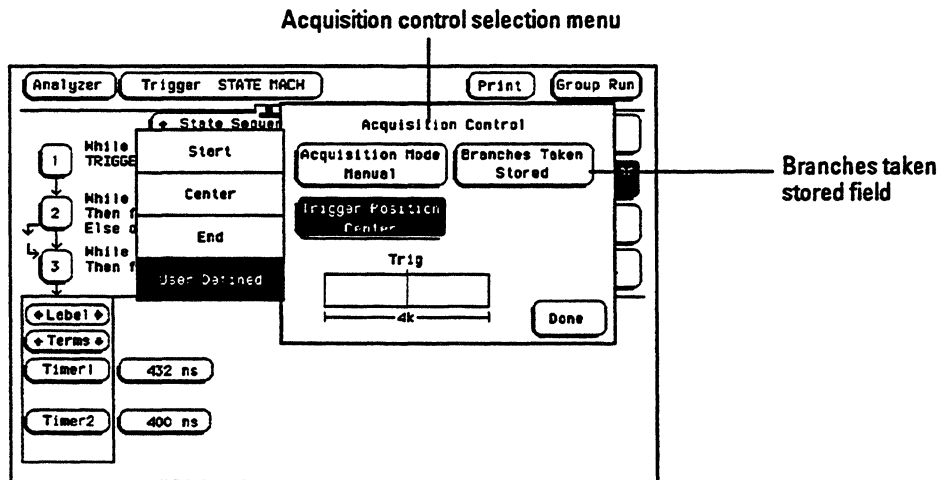 Acquisition control selection menu
Analyzer
Trigger STATE MACH
Print
Group Run
State Sequen
1
While
TRIGGE
2
While
Then f
Else o
3
While
Then f
Start
Center
End
User Defined
Acquisition Control
Acquisition Mode
Manual
Branches Taken
Stored
Trigger Position
Center
Trig
4k
Done
Branches taken
stored field
Label
Terms
Timer1
432 ns
Timer2
400 ns